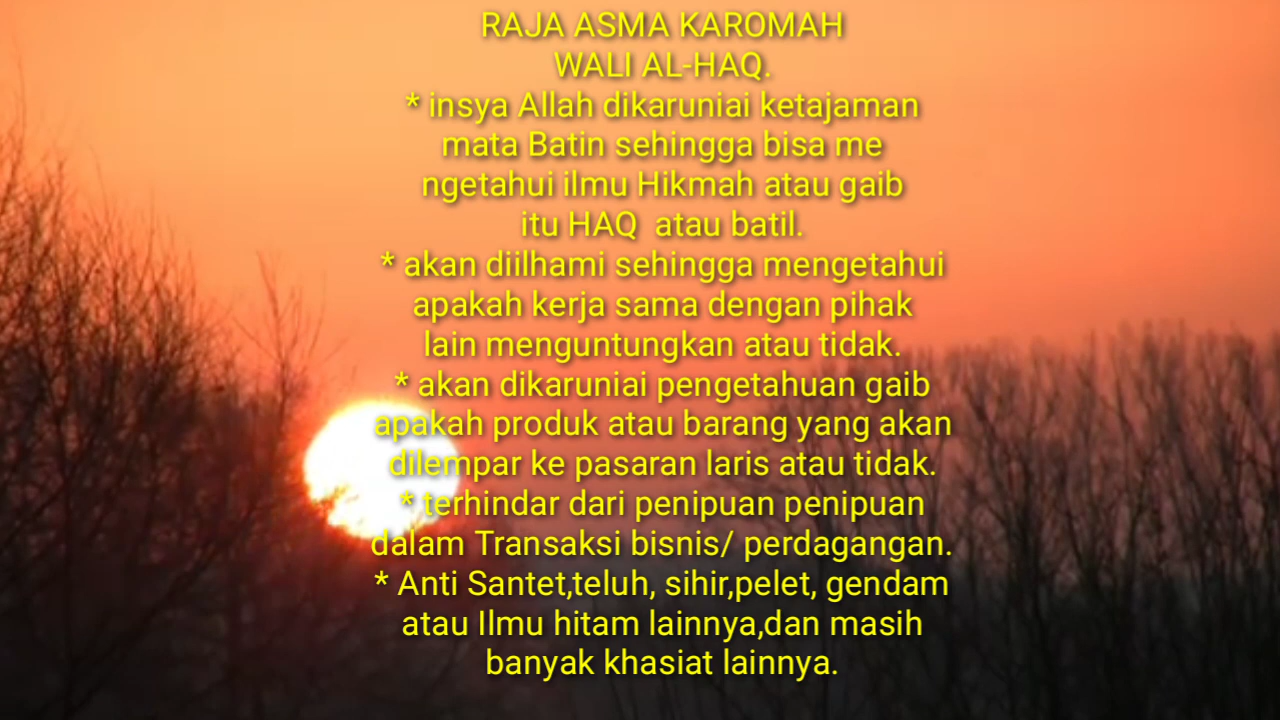 RAJA ASMA KAROMAH
WALI AL-HAQ.
* insya Allah dikaruniai ketajaman
mata Batin sehingga bisa me
ngetahui ilmu Hikmah atau gaib
itu HAQ  atau batil.
* akan diilhami sehingga mengetahui
apakah kerja sama dengan pihak
lain menguntungkan atau tidak.
* akan dikaruniai pengetahuan gaib
apakah produk atau barang yang akan
dilempar ke pasaran laris atau tidak.
* terhindar dari penipuan penipuan
dalam Transaksi bisnis/ perdagangan.
* Anti Santet,teluh, sihir,pelet, gendam
atau Ilmu hitam lainnya,dan masih
banyak khasiat lainnya.